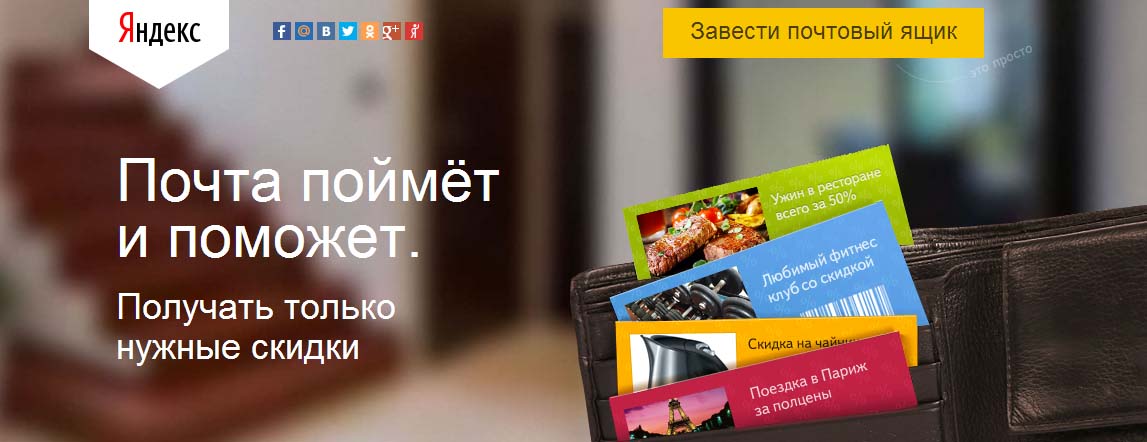 Яндекс
Завести почтовый ящик
это просто
Почта поймёт
и поможет.
Получать только
нужные скидки
Ужин в ресторане
всего за 50%
Любимый фитнес
клуб со скидкой
Скидка на чайник
Поездка в Париж
за полцены